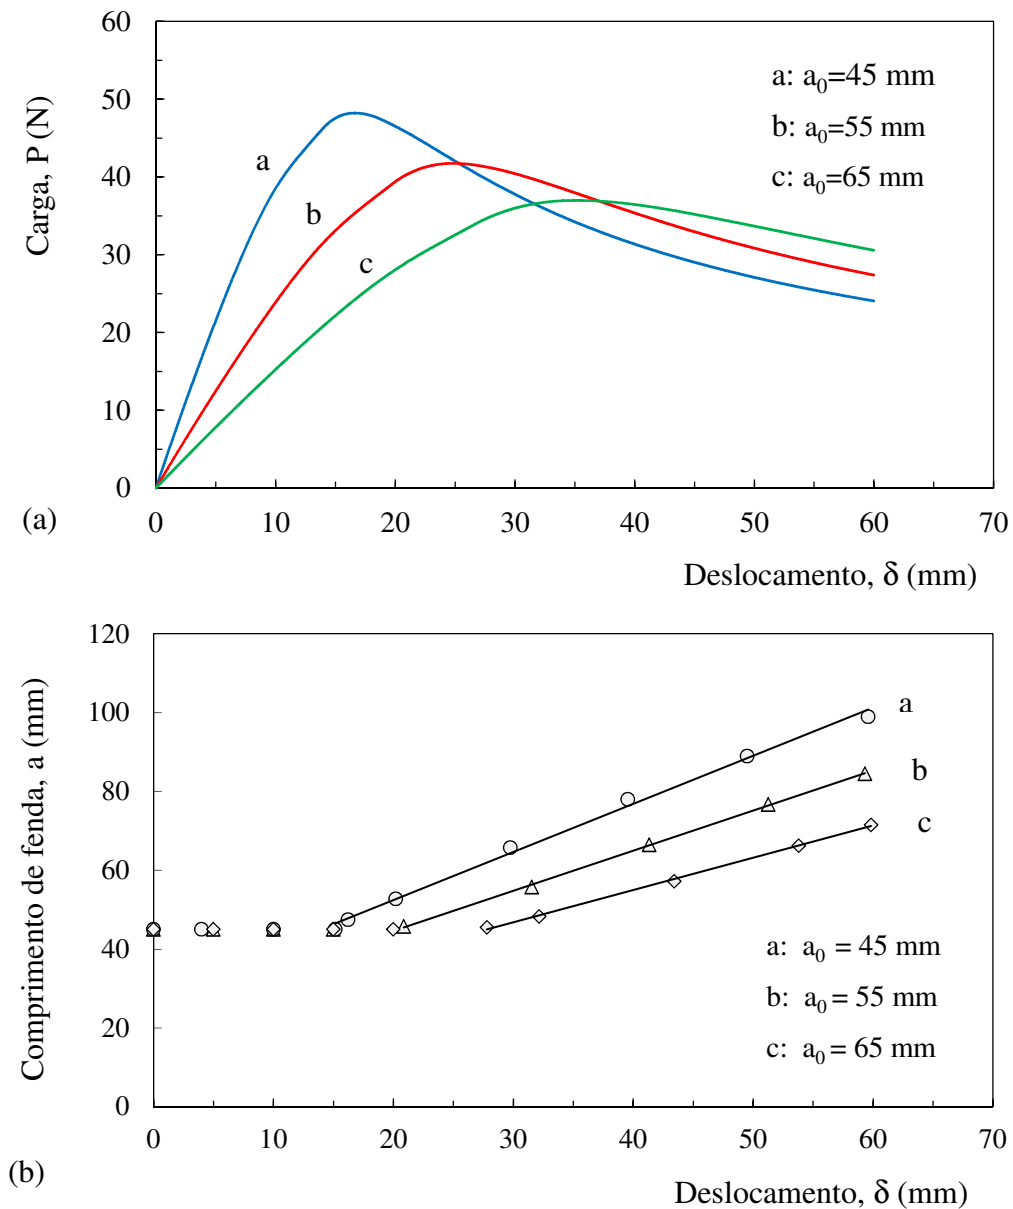 60
50
40
30
20
10
0
Carga, P (N)
a: a₀=45 mm
b: a₀=55 mm
c: a₀=65 mm
a
b
c
(a)
0 10 20 30 40 50 60 70
Deslocamento, δ (mm)
120
100
80
60
40
20
0
Comprimento de fenda, a (mm)
a
b
c
a: a₀ = 45 mm
b: a₀ = 55 mm
c: a₀ = 65 mm
0 10 20 30 40 50 60 70
(b)
Deslocamento, δ (mm)